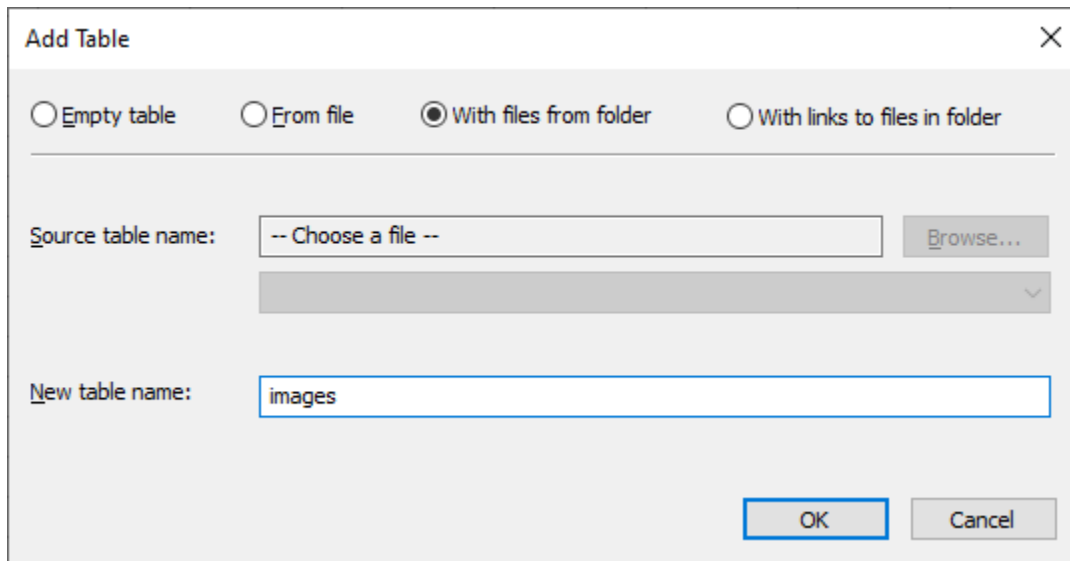 Add Table
Empty table From file With files from folder With links to files in folder
Source table name: -- Choose a file -- Browse...
New table name: images
OK Cancel